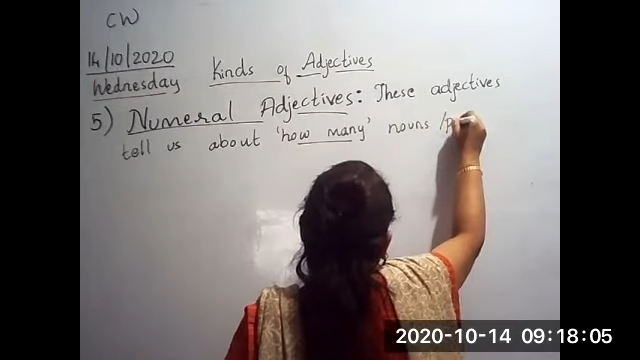 CW
14/10/2020
Wednesday
Kinds of Adjectives
5) Numeral Adjectives: These adjectives
tell us about 'how many' nouns /p
2020-10-14 09:18:05